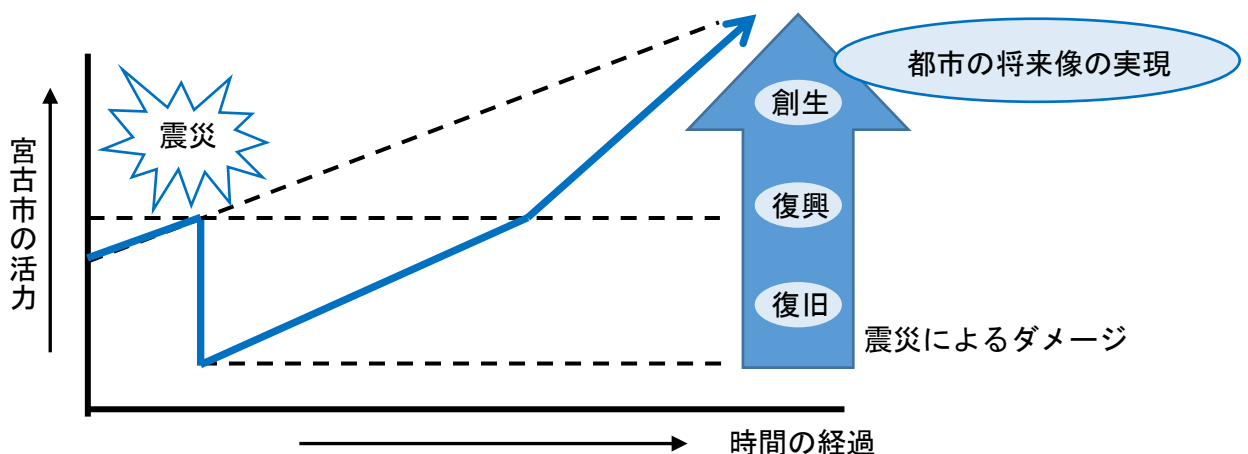 都市の将来像の実現
創生
震災
宮古市の活力
復興
復旧
震災によるダメージ
時間の経過